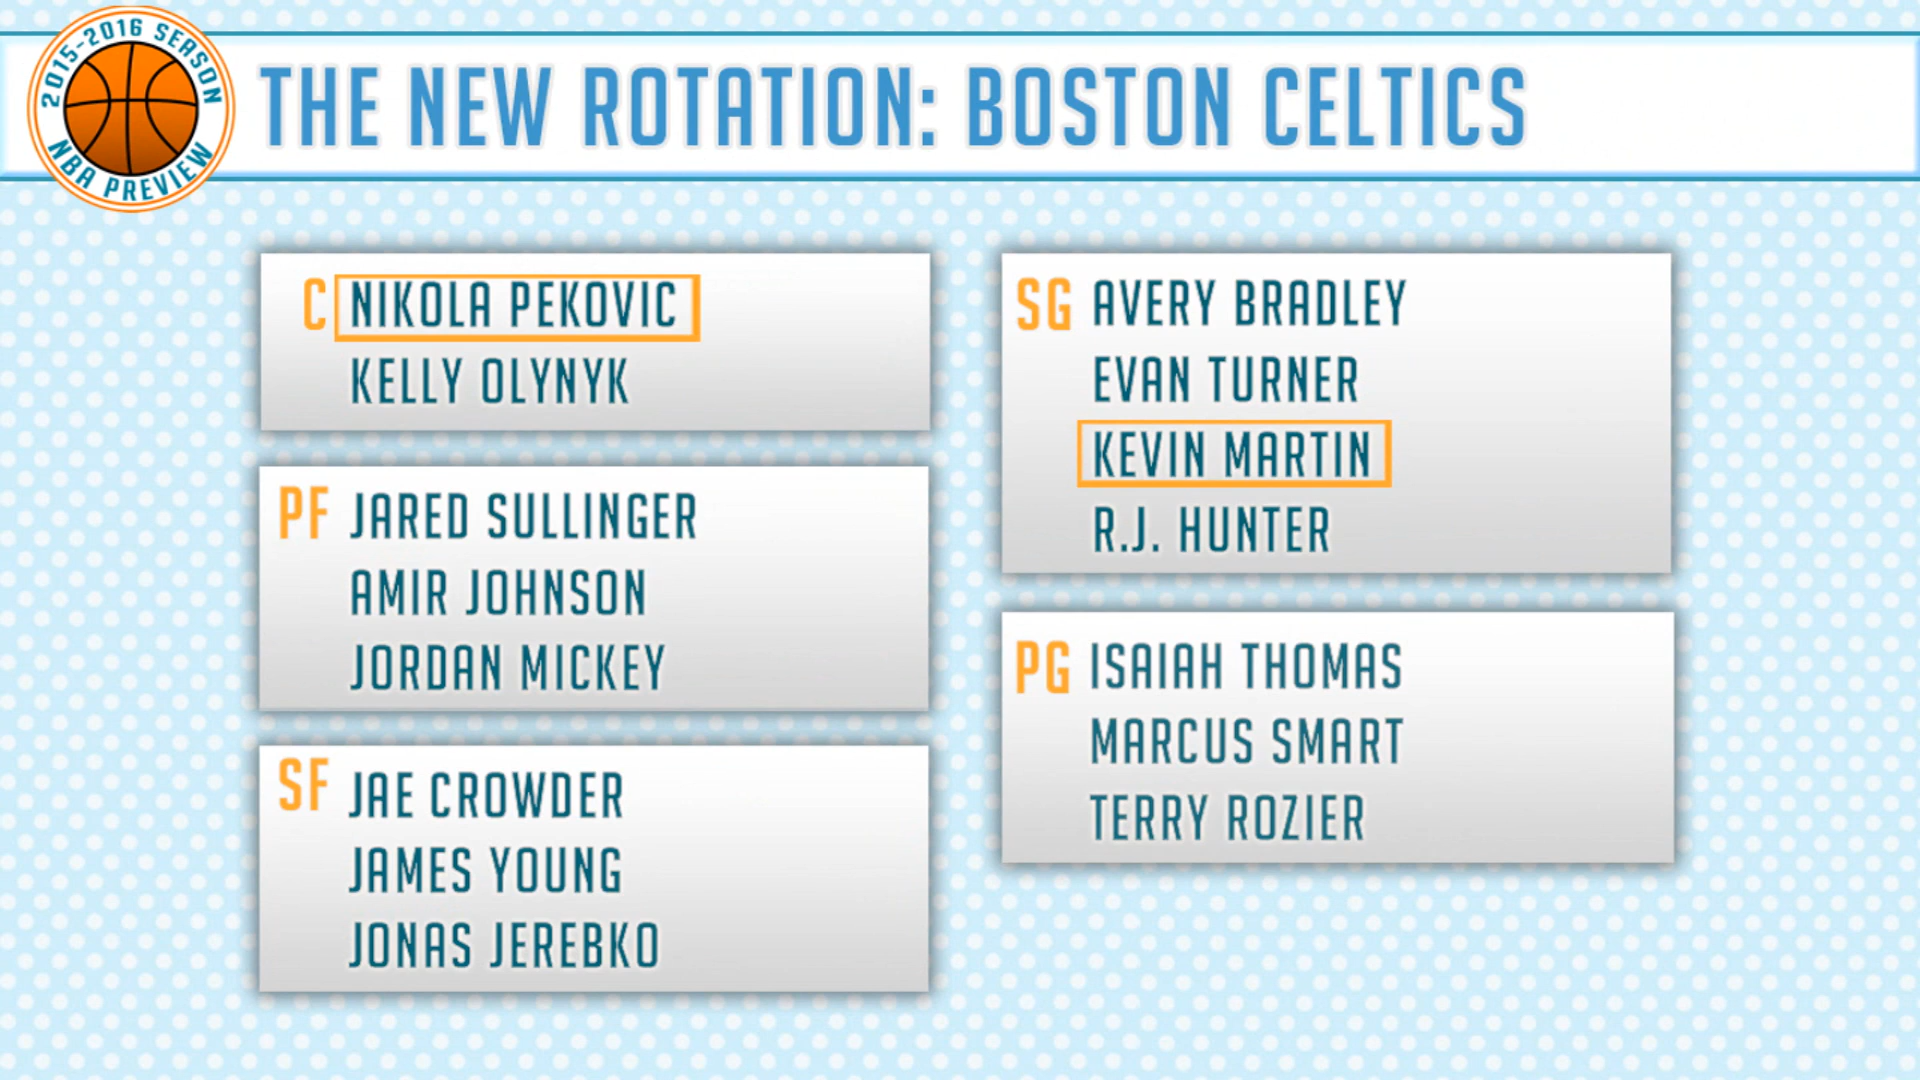 2015-2016 SEASON
NBA PREVIEW
THE NEW ROTATION: BOSTON CELTICS
C NIKOLA PEKOVIC
KELLY OLYNYK
PF JARED SULLINGER
AMIR JOHNSON
JORDAN MICKEY
SF JAE CROWDER
JAMES YOUNG
JONAS JEREBKO
SG AVERY BRADLEY
EVAN TURNER
KEVIN MARTIN
R.J. HUNTER
PG ISAIAH THOMAS
MARCUS SMART
TERRY ROZIER